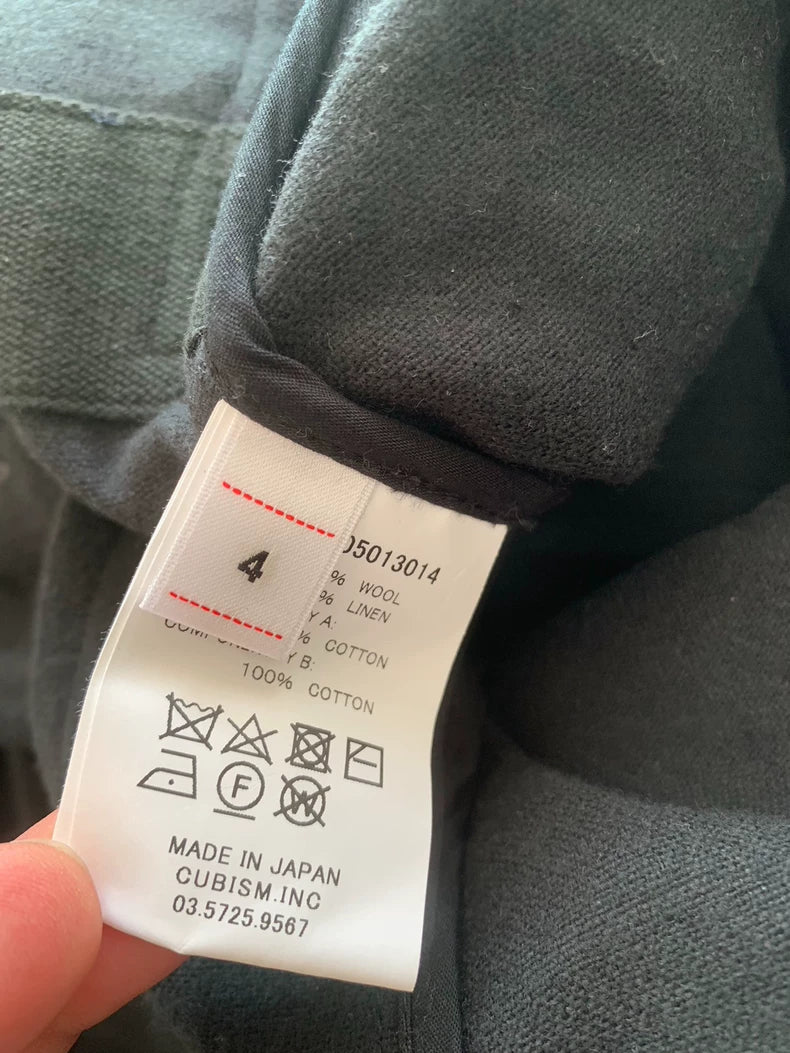 4
05013014
% WOOL
% LINEN
Y A:
% COTTON
Y B:
100% COTTON
F
W
MADE IN JAPAN
CUBISM.INC
03.5725.9567